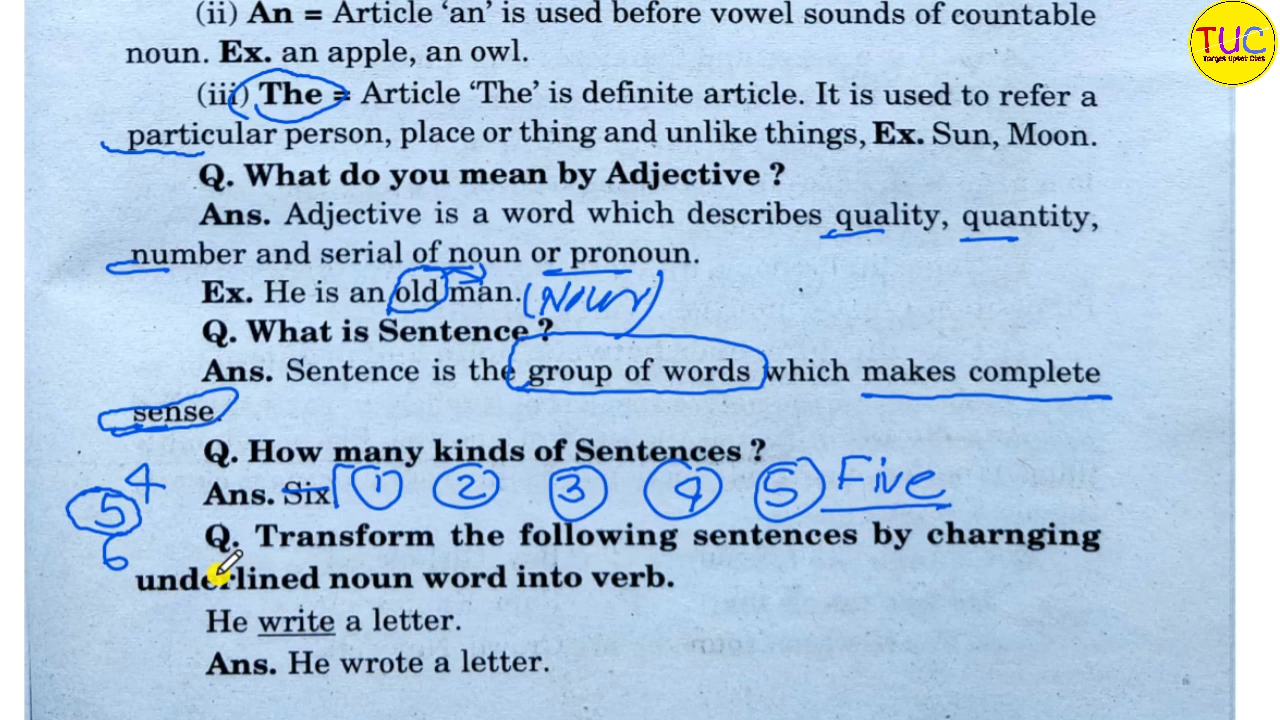 (ii) An = Article 'an' is used before vowel sounds of countable
noun. Ex. an apple, an owl.
(iii) The = Article 'The' is definite article. It is used to refer a
particular person, place or thing and unlike things, Ex. Sun, Moon.
Q. What do you mean by Adjective ?
Ans. Adjective is a word which describes quality, quantity,
number and serial of noun or pronoun.
Ex. He is an old man. (Noun)
Q. What is Sentence ?
Ans. Sentence is the group of words which makes complete
sense.
Q. How many kinds of Sentences ?
4
Ans. Six 1 2 3 4 5 Five
5
Q. Transform the following sentences by charnging
6
underlined noun word into verb.
He write a letter.
Ans. He wrote a letter.
TUC
Target Upser Class